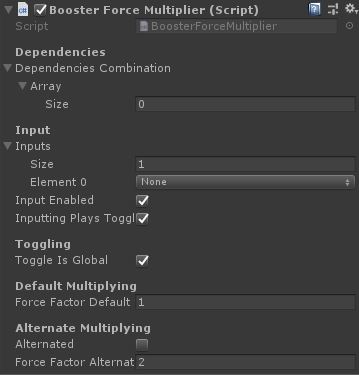 Booster Force Multiplier (Script)
Script BoosterForceMultiplier
Dependencies
Dependencies Combination
Array
Size 0
Input
Inputs
Size 1
Element 0 None
Input Enabled
Inputting Plays Toggl
Toggling
Toggle Is Global
Default Multiplying
Force Factor Default 1
Alternate Multiplying
Alternated
Force Factor Alternat 2